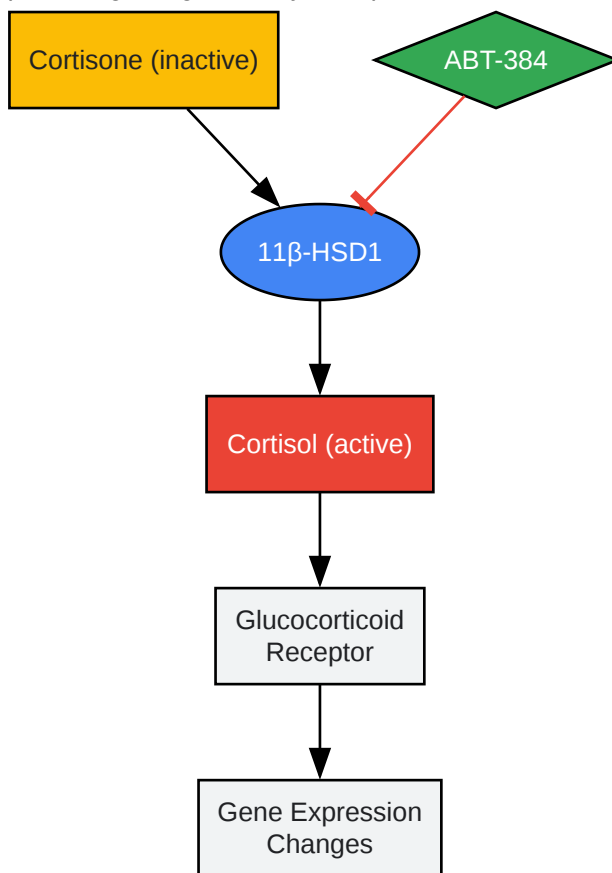 Cortisone (inactive)
ABT-384
11β-HSD1
Cortisol (active)
Glucocorticoid
Receptor
Gene Expression
Changes